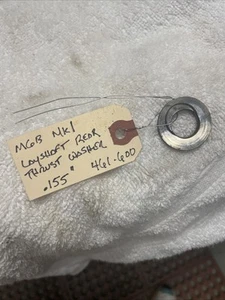 MGB MK1
LAYSHAFT REAR
THRUST WASHER
.155" 461-600